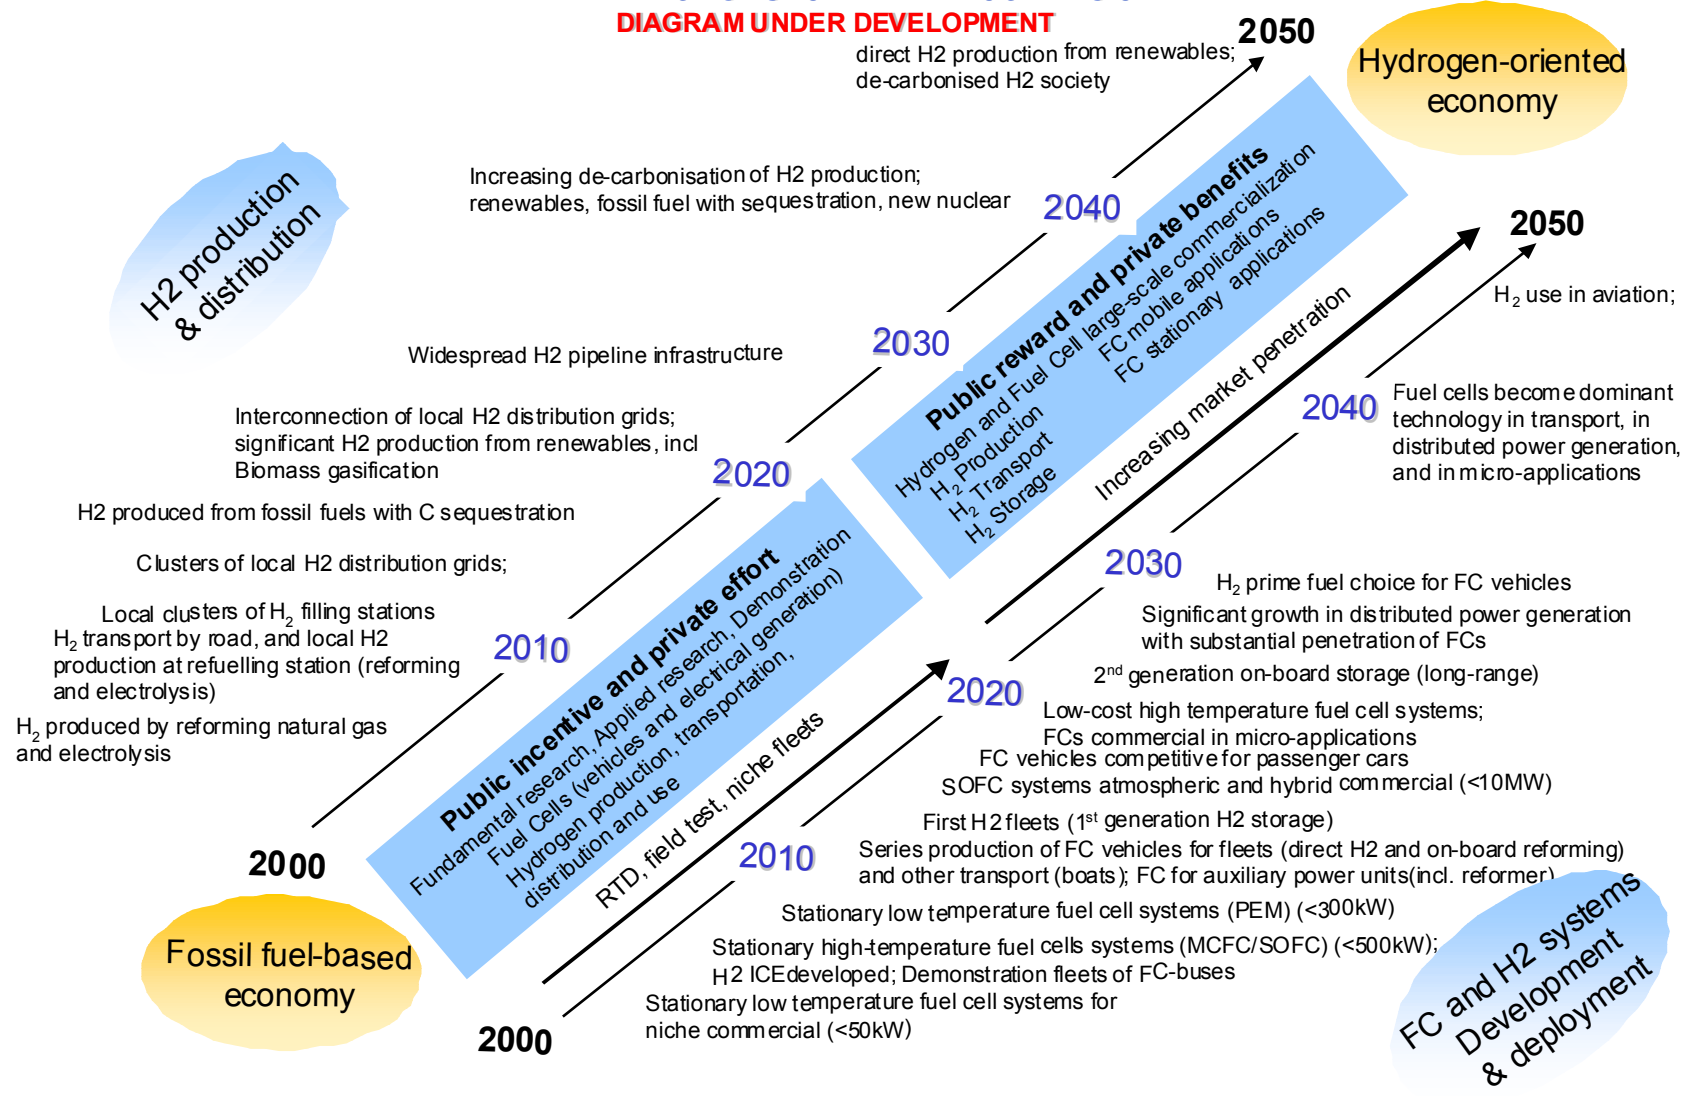 DIAGRAM UNDER DEVELOPMENT
2050
Hydrogen-oriented
economy
direct H2 production from renewables;
de-carbonised H2 society
H2 production
& distribution
Increasing de-carbonisation of H2 production;
renewables, fossil fuel with sequestration, new nuclear
2040
2030
Widespread H2 pipeline infrastructure
Interconnection of local H2 distribution grids;
significant H2 production from renewables, incl
Biomass gasification
2020
H2 produced from fossil fuels with C sequestration
Clusters of local H2 distribution grids;
Local clusters of H2 filling stations
H2 transport by road, and local H2
production at refuelling station (reforming
and electrolysis)
2010
H2 produced by reforming natural gas
and electrolysis
2000
Fossil fuel-based
economy
Public reward and private benefits
Hydrogen and Fuel Cell large-scale commercialization
H2 Production
H2 Transport
H2 Storage
FC mobile applications
FC stationary applications
Public incentive and private effort
Fundamental research, Applied research, Demonstration
Fuel Cells (vehicles and electrical generation)
Hydrogen production, transportation,
distribution and use
Increasing market penetration
RTD, field test, niche fleets
2050
H2 use in aviation;
2040
Fuel cells become dominant
technology in transport, in
distributed power generation,
and in micro-applications
2030
H2 prime fuel choice for FC vehicles
Significant growth in distributed power generation
with substantial penetration of FCs
2nd generation on-board storage (long-range)
2020
Low-cost high temperature fuel cell systems;
FCs commercial in micro-applications
FC vehicles competitive for passenger cars
SOFC systems atmospheric and hybrid commercial (<10MW)
First H2 fleets (1st generation H2 storage)
2010
Series production of FC vehicles for fleets (direct H2 and on-board reforming)
and other transport (boats); FC for auxiliary power units(incl. reformer)
Stationary low temperature fuel cell systems (PEM) (<300kW)
Stationary high-temperature fuel cells systems (MCFC/SOFC) (<500kW);
H2 ICE developed; Demonstration fleets of FC-buses
Stationary low temperature fuel cell systems for
niche commercial (<50kW)
2000
FC and H2 systems
Development
& deployment